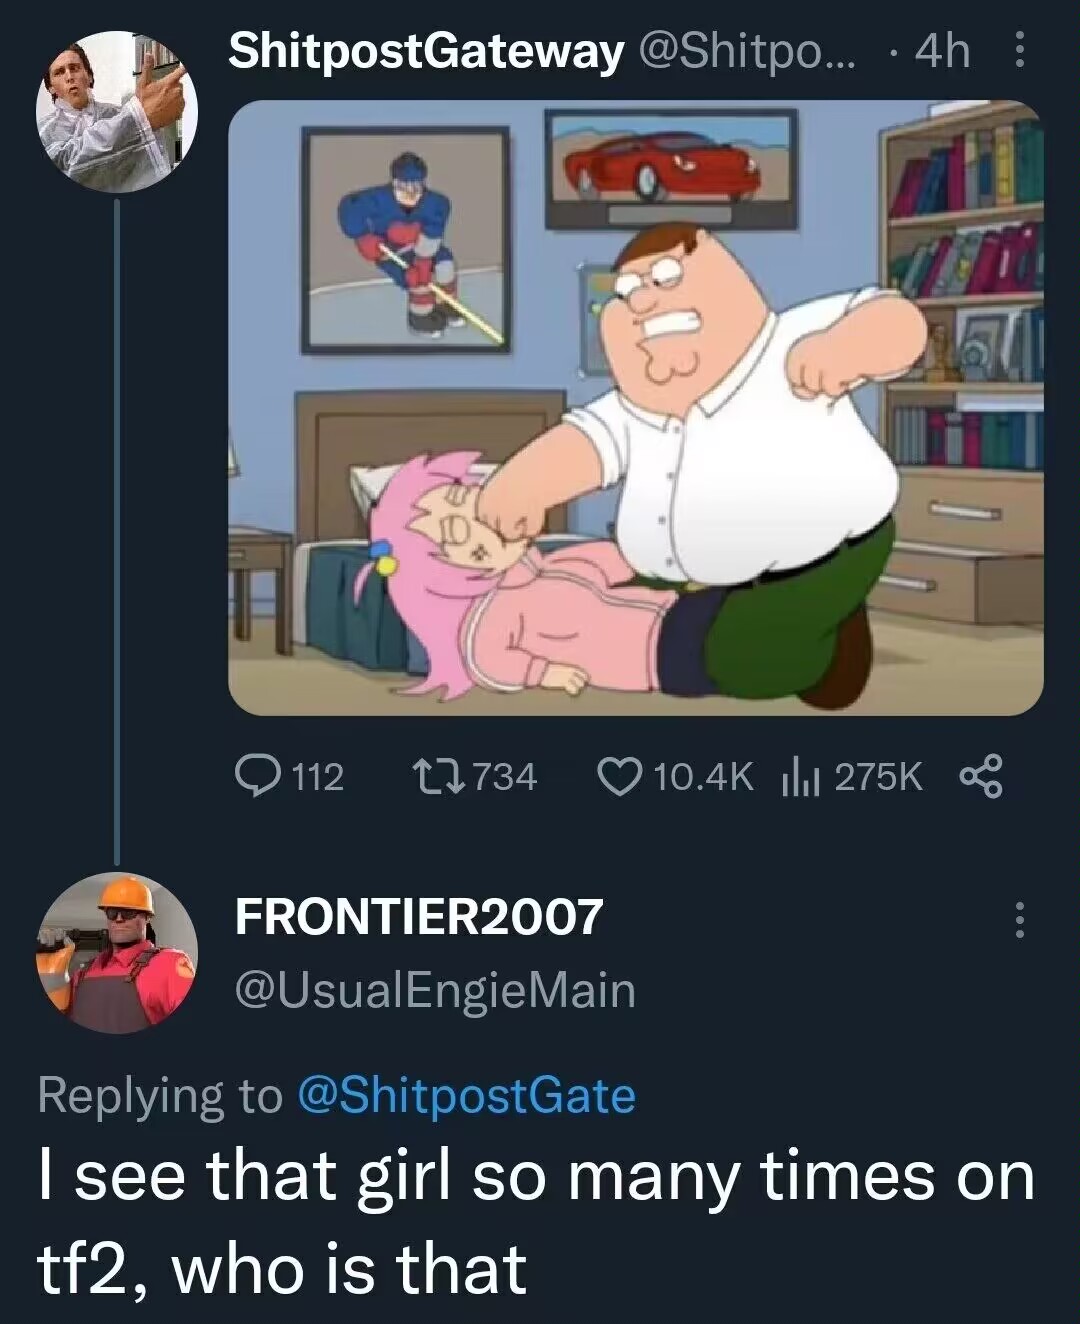 ShitpostGateway @Shitpo... · 4h
112 734 10.4K 275K
FRONTIER2007
@UsualEngieMain
Replying to @ShitpostGate
I see that girl so many times on
tf2, who is that